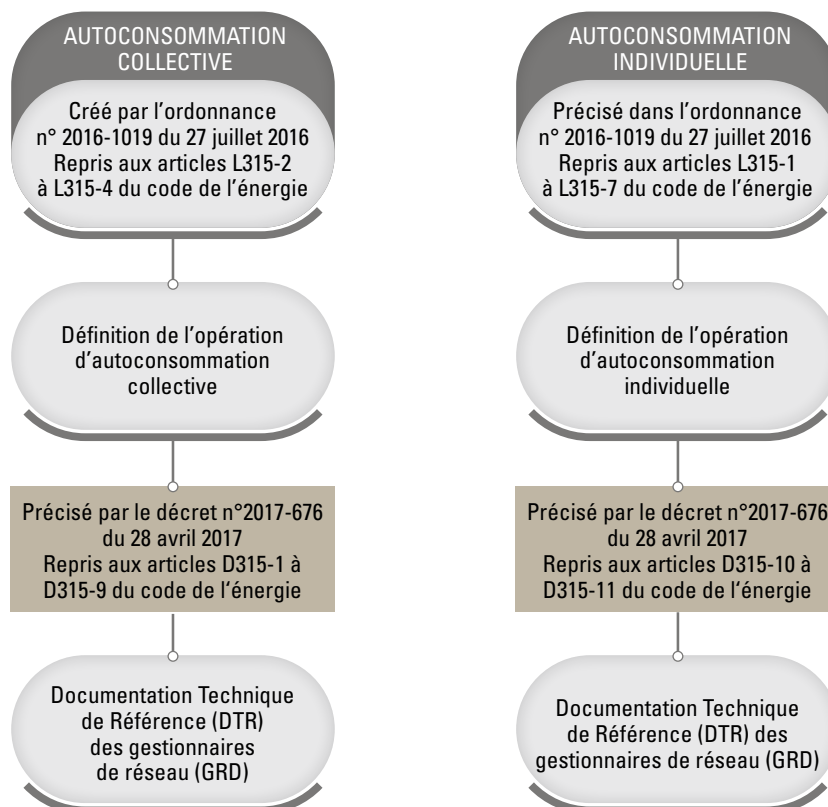 AUTOCONSOMMATION
COLLECTIVE
Créé par l'ordonnance
n° 2016-1019 du 27 juillet 2016
Repris aux articles L315-2
à L315-4 du code de l'énergie
Définition de l'opération
d'autoconsommation
collective
Précisé par le décret n°2017-676
du 28 avril 2017
Repris aux articles D315-1 à
D315-9 du code de l'énergie
Documentation Technique
de Référence (DTR)
des gestionnaires
de réseau (GRD)
AUTOCONSOMMATION
INDIVIDUELLE
Précisé dans l'ordonnance
n° 2016-1019 du 27 juillet 2016
Repris aux articles L315-1
à L315-7 du code de l'énergie
Définition de l'opération
d'autoconsommation
individuelle
Précisé par le décret n°2017-676
du 28 avril 2017
Repris aux articles D315-10 à
D315-11 du code de l'énergie
Documentation Technique
de Référence (DTR) des
gestionnaires de réseau (GRD)